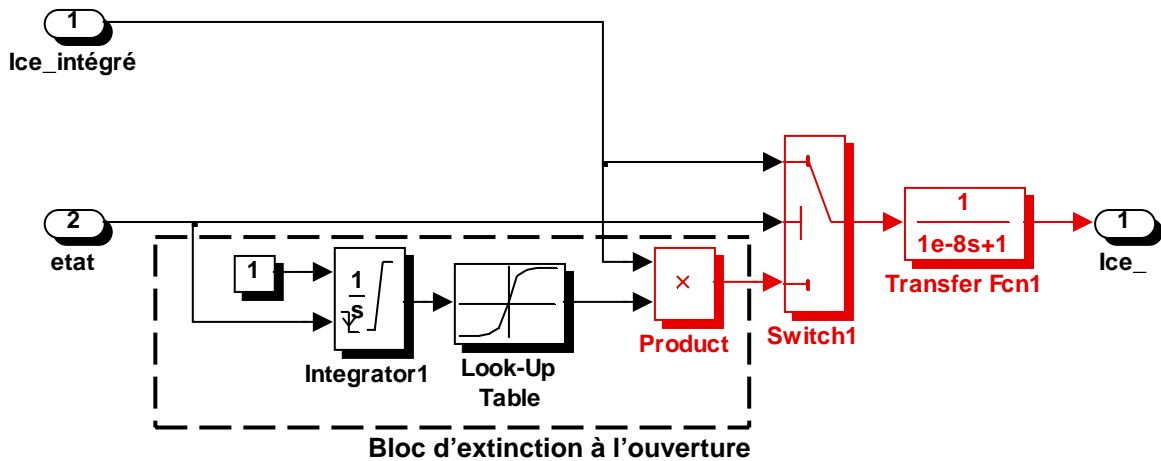 1
Ice_intégré
2
etat
1
1
s
Integrator1
Look-Up
Table
×
Product
Switch1
1
1e-8s+1
Transfer Fcn1
1
Ice_
Bloc d'extinction à l'ouverture